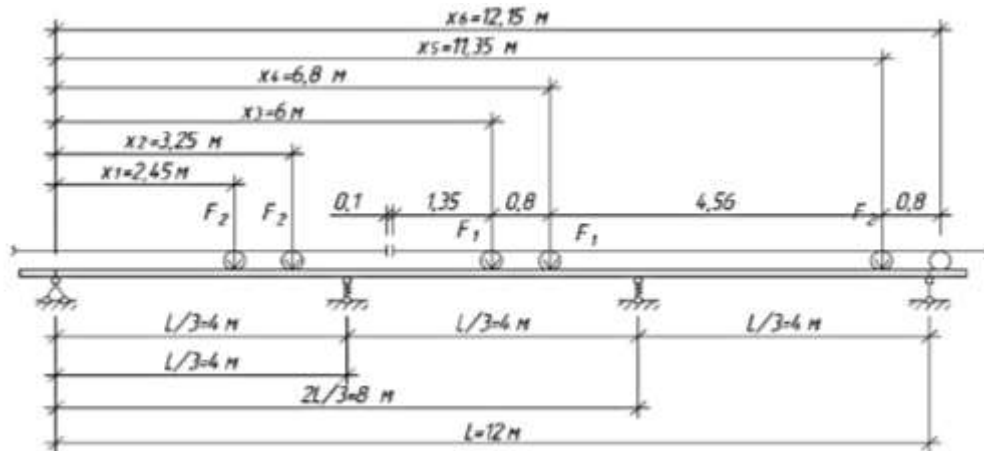 x6=12,15 м
x5=11,35 м
x4=6,8 м
x3=6 м
x2=3,25 м
x1=2,45м
0,1 1,35 0,8 4,56 0,8
F2 F2 F1 F1 F2
L/3=4 м L/3=4 м L/3=4 м
L/3=4 м
2L/3=8 м
L=12 м